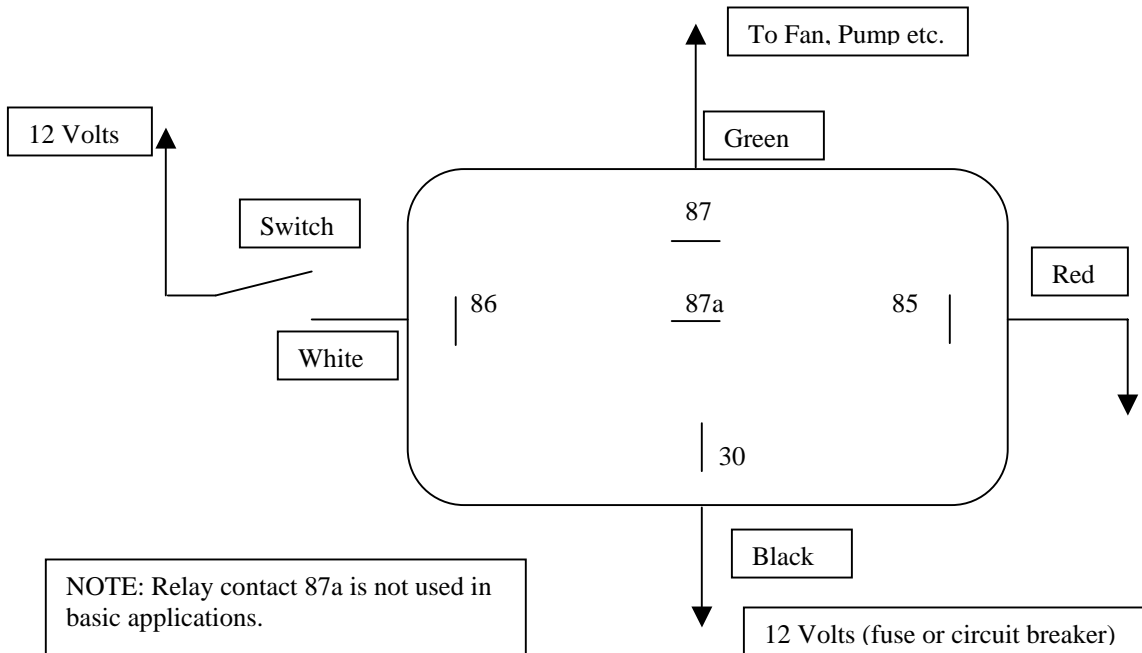 To Fan, Pump etc.
12 Volts
Green
Switch
87
Red
86
87a
85
White
30
Black
NOTE: Relay contact 87a is not used in
basic applications.
12 Volts (fuse or circuit breaker)